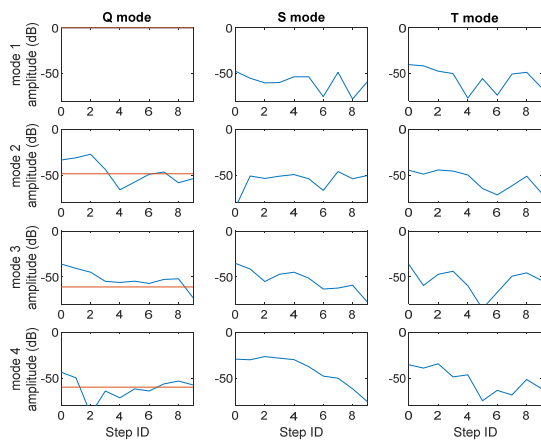 Q mode S mode T mode
mode 1
amplitude (dB)
0 0 0
-50 -50 -50
0 2 4 6 8 0 2 4 6 8 0 2 4 6 8
mode 2
amplitude (dB)
0 0 0
-50 -50 -50
0 2 4 6 8 0 2 4 6 8 0 2 4 6 8
mode 3
amplitude (dB)
0 0 0
-50 -50 -50
0 2 4 6 8 0 2 4 6 8 0 2 4 6 8
mode 4
amplitude (dB)
0 0 0
-50 -50 -50
0 2 4 6 8 0 2 4 6 8 0 2 4 6 8
Step ID Step ID Step ID